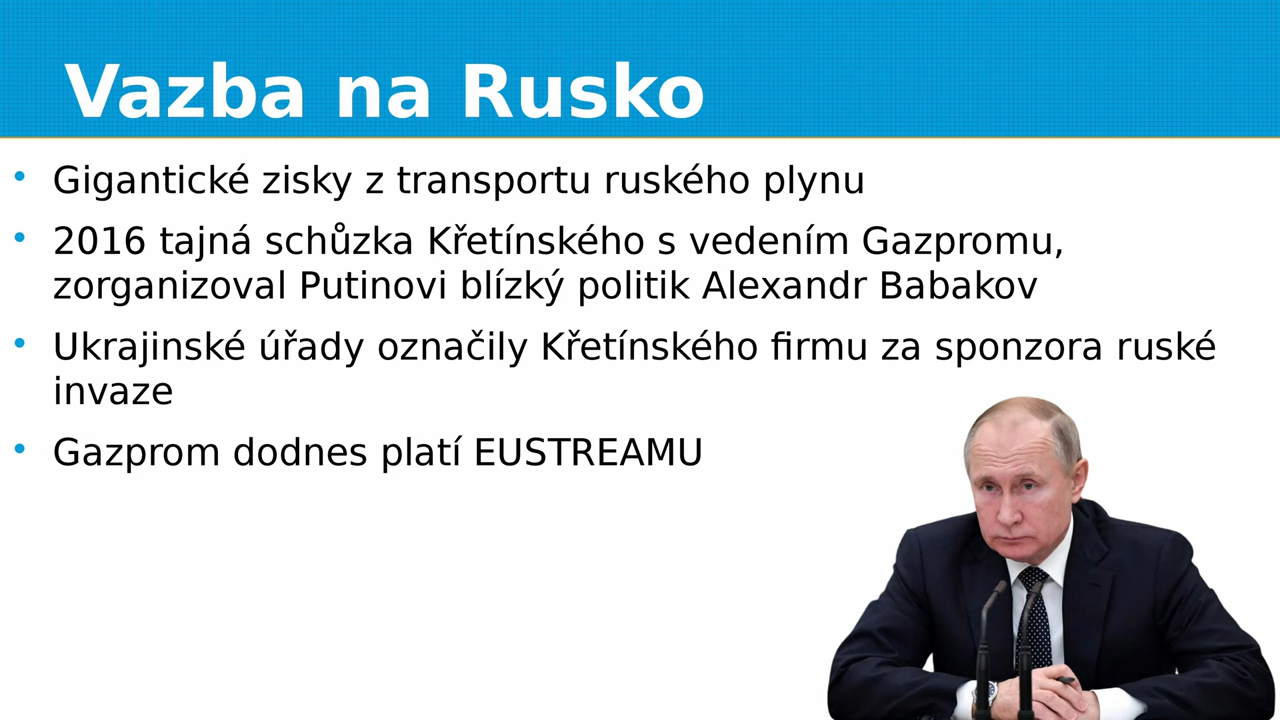 Vazba na Rusko
• Gigantické zisky z transportu ruského plynu
• 2016 tajná schůzka Křetínského s vedením Gazpromu,
zorganizoval Putinovi blízký politik Alexandr Babakov
• Ukrajinské úřady označily Křetínského firmu za sponzora ruské
invaze
• Gazprom dodnes platí EUSTREAMU